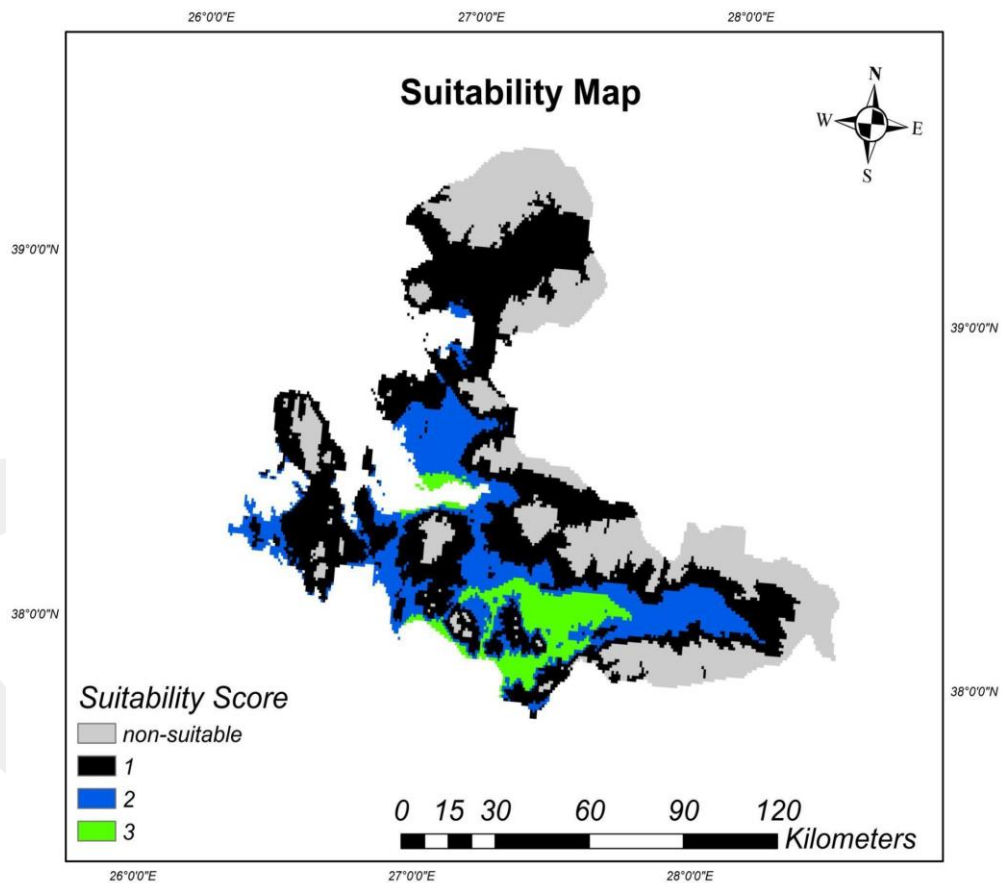 26°0'0"E 27°0'0"E 28°0'0"E
Suitability Map
N
W E
S
39°0'0"N
39°0'0"N
38°0'0"N
38°0'0"N
Suitability Score
non-suitable
1
2
3
0 15 30 60 90 120
Kilometers
26°0'0"E 27°0'0"E 28°0'0"E